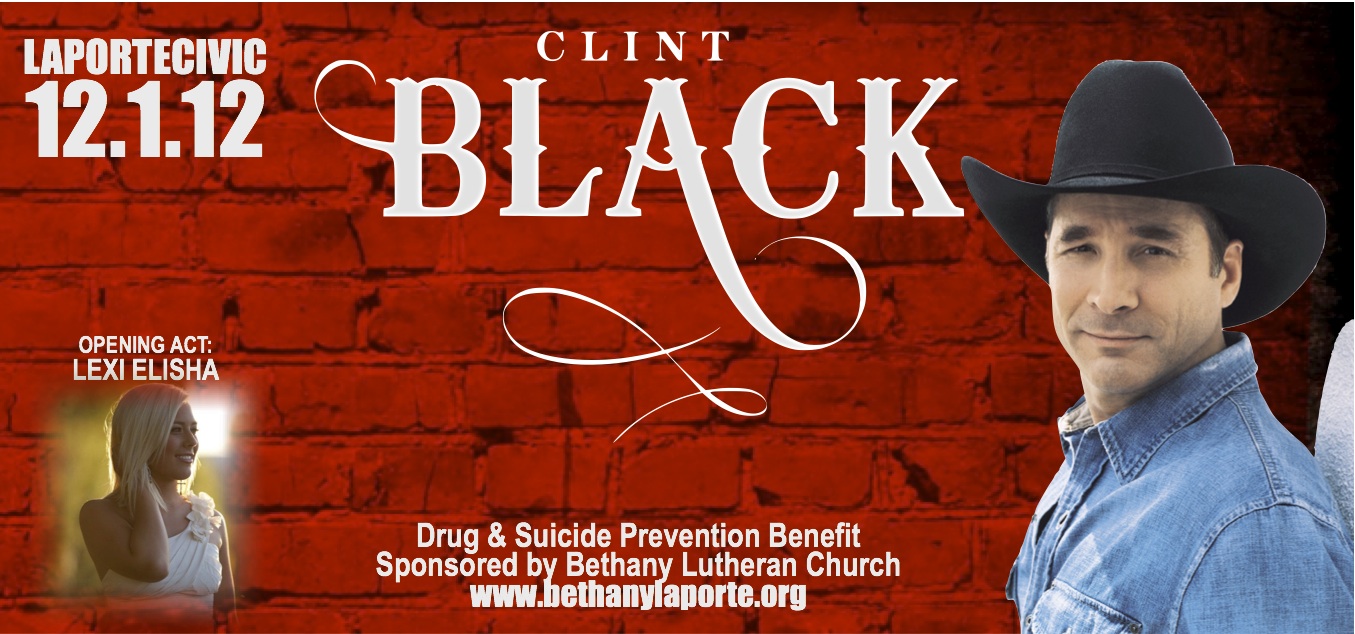 LAPORTECIVIC
12.1.12
CLINT
BLACK
OPENING ACT:
LEXI ELISHA
Drug & Suicide Prevention Benefit
Sponsored by Bethany Lutheran Church
www.bethanylaporte.org